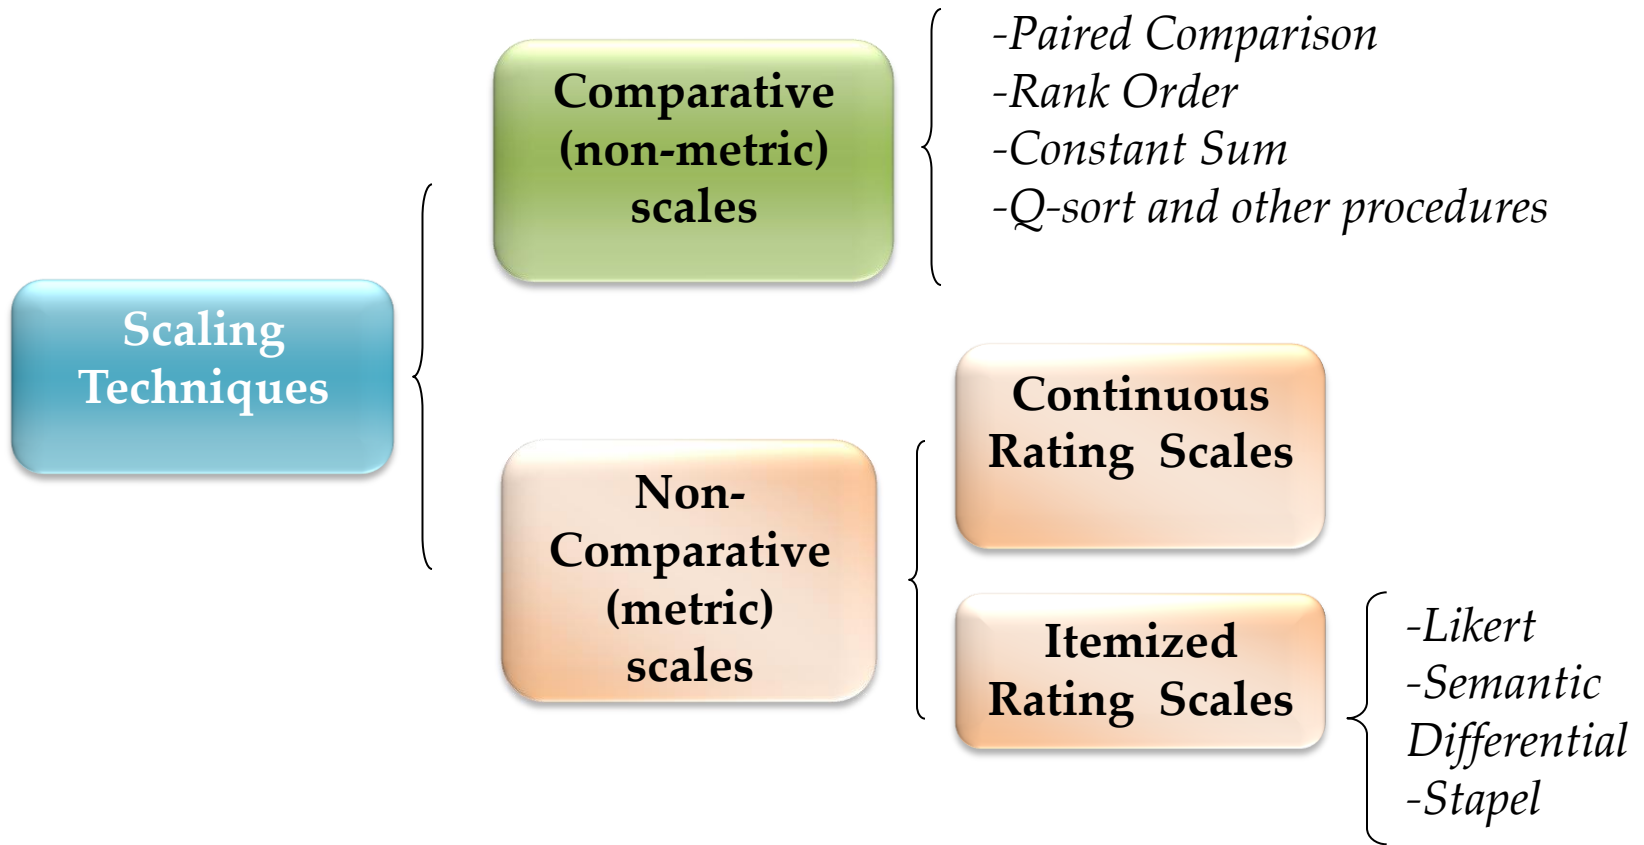 Scaling
Techniques
Comparative
(non-metric)
scales
-Paired Comparison
-Rank Order
-Constant Sum
-Q-sort and other procedures
Non-
Comparative
(metric)
scales
Continuous
Rating Scales
Itemized
Rating Scales
-Likert
-Semantic
Differential
-Stapel